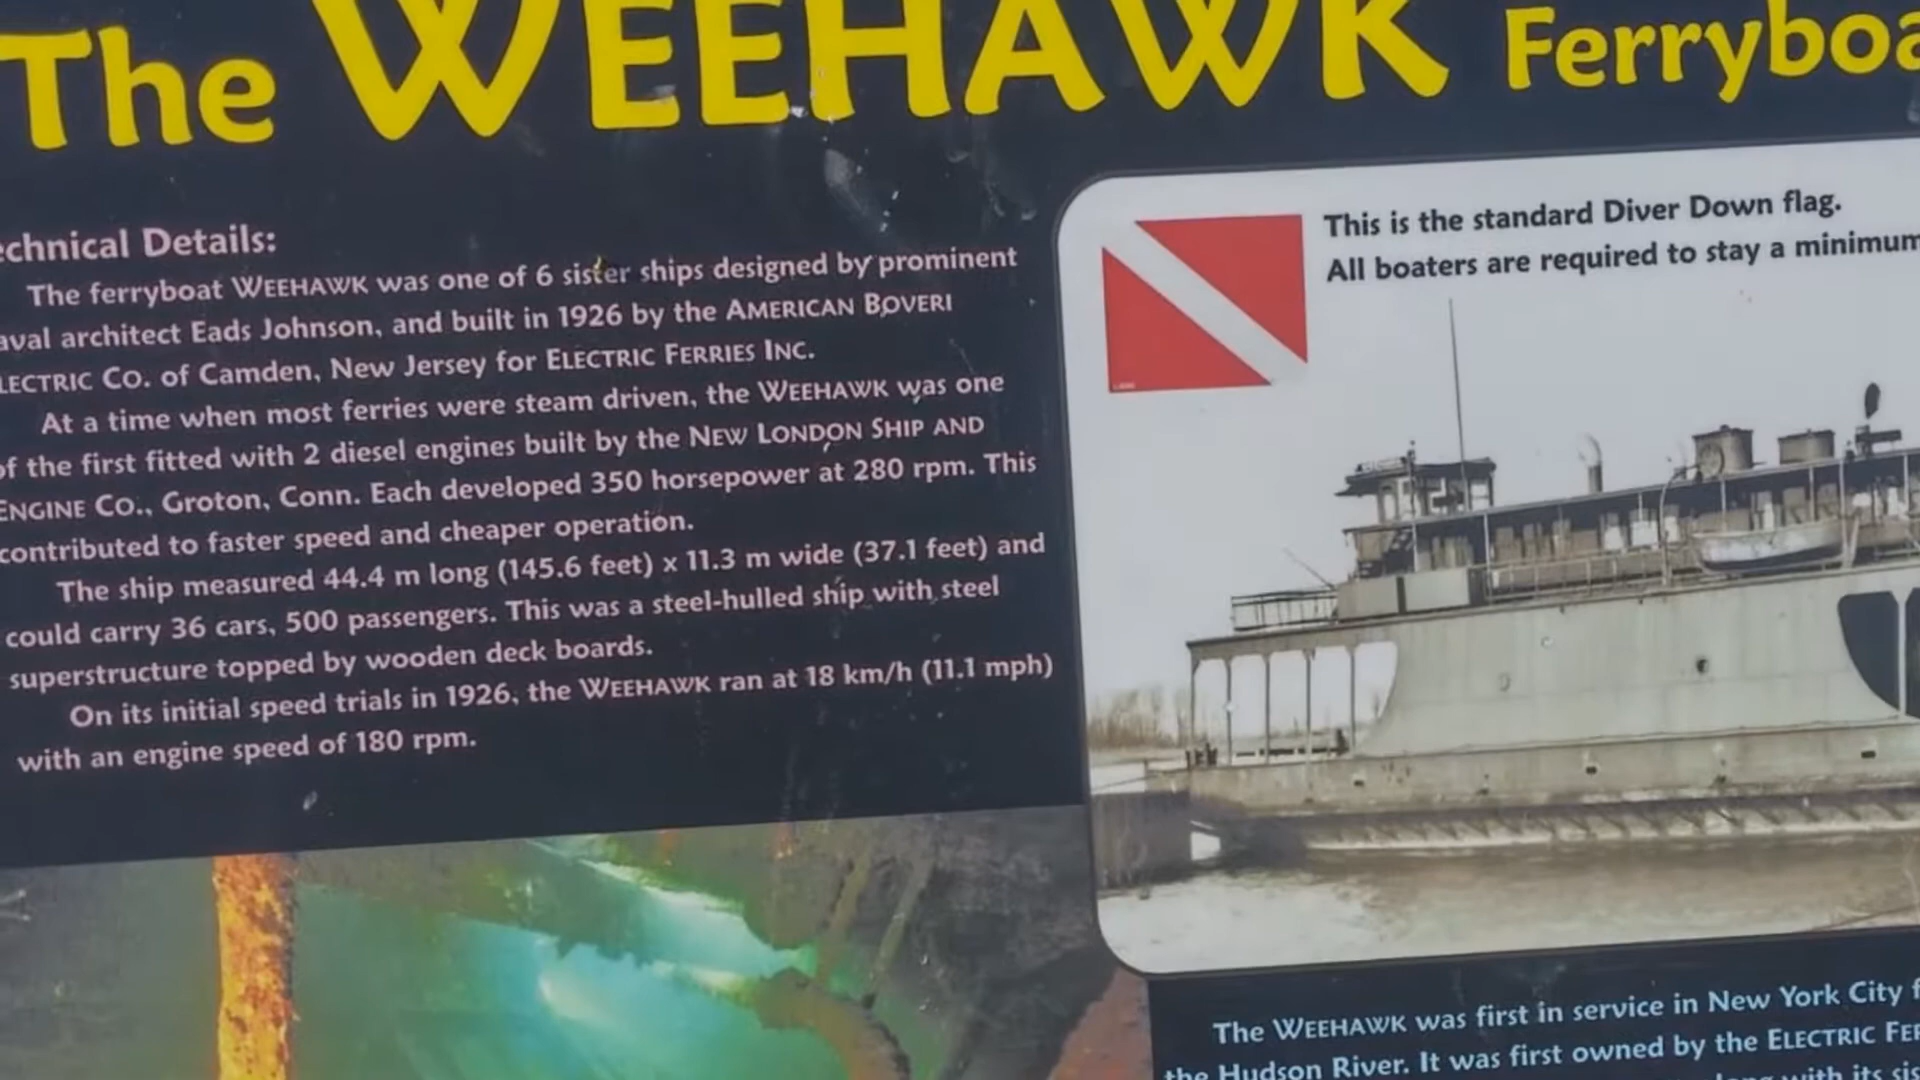 The WEEHAWK Ferryboa
echnical Details:
The ferryboat WEEHAWK was one of 6 sister ships designed by prominent
aval architect Eads Johnson, and built in 1926 by the AMERICAN BOVERI
LECTRIC CO. of Camden, New Jersey for ELECTRIC FERRIES INC.
At a time when most ferries were steam driven, the WEEHAWK was one
of the first fitted with 2 diesel engines built by the NEW LONDON SHIP AND
ENGINE CO., Groton, Conn. Each developed 350 horsepower at 280 rpm. This
contributed to faster speed and cheaper operation.
The ship measured 44.4 m long (145.6 feet) x 11.3 m wide (37.1 feet) and
could carry 36 cars, 500 passengers. This was a steel-hulled ship with steel
superstructure topped by wooden deck boards.
On its initial speed trials in 1926, the WEEHAWK ran at 18 km/h (11.1 mph)
with an engine speed of 180 rpm.
This is the standard Diver Down flag.
All boaters are required to stay a minimum
The WEEHAWK was first in service in New York City f
the Hudson River. It was first owned by the ELECTRIC FER
with its sis